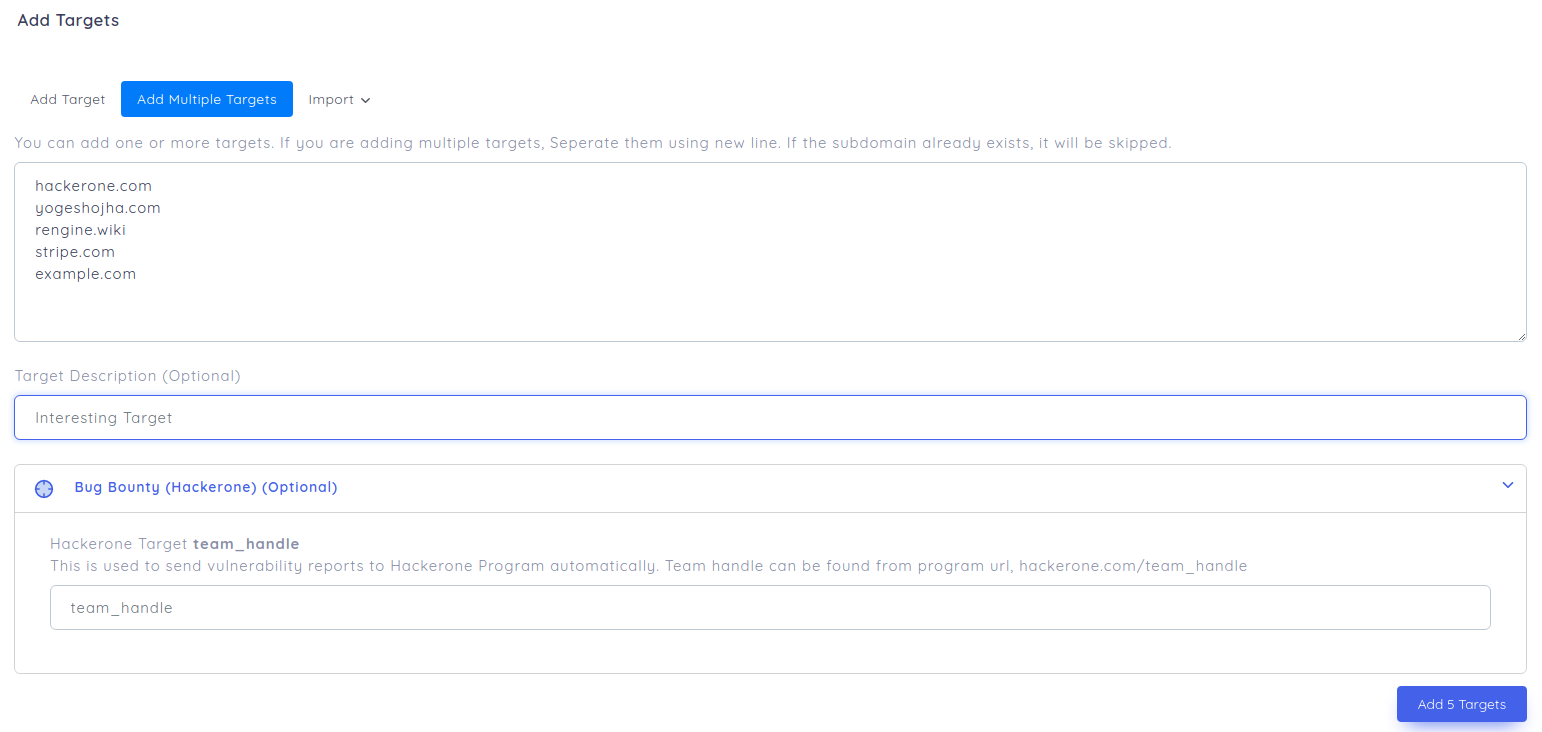 Add Targets
Add Target Add Multiple Targets Import
You can add one or more targets. If you are adding multiple targets, Seperate them using new line. If the subdomain already exists, it will be skipped.
hackerone.com
yogeshojha.com
rengine.wiki
stripe.com
example.com
Target Description (Optional)
Interesting Target
Bug Bounty (Hackerone) (Optional)
Hackerone Target team_handle
This is used to send vulnerability reports to Hackerone Program automatically. Team handle can be found from program url, hackerone.com/team_handle
team_handle
Add 5 Targets